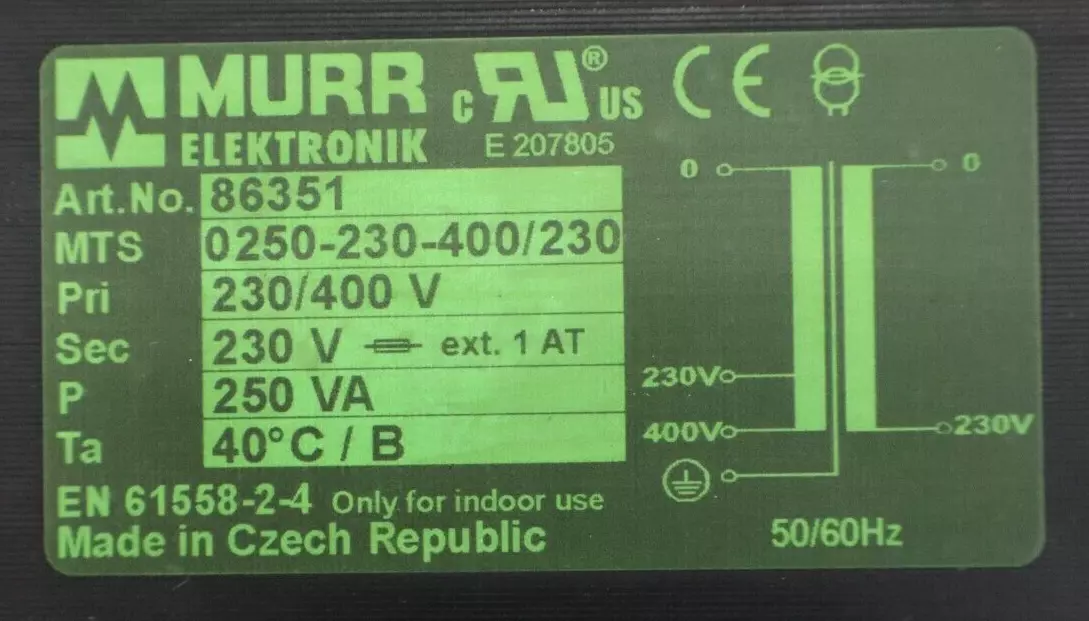 MURR
ELEKTRONIK
c RU ® US
E 207805
CE
Art.No. 86351
MTS 0250-230-400/230
Pri 230/400 V
Sec 230 V ext. 1 AT
P 250 VA
Ta 40°C / B
EN 61558-2-4 Only for indoor use
Made in Czech Republic
0 0
230V
400V 230V
50/60Hz